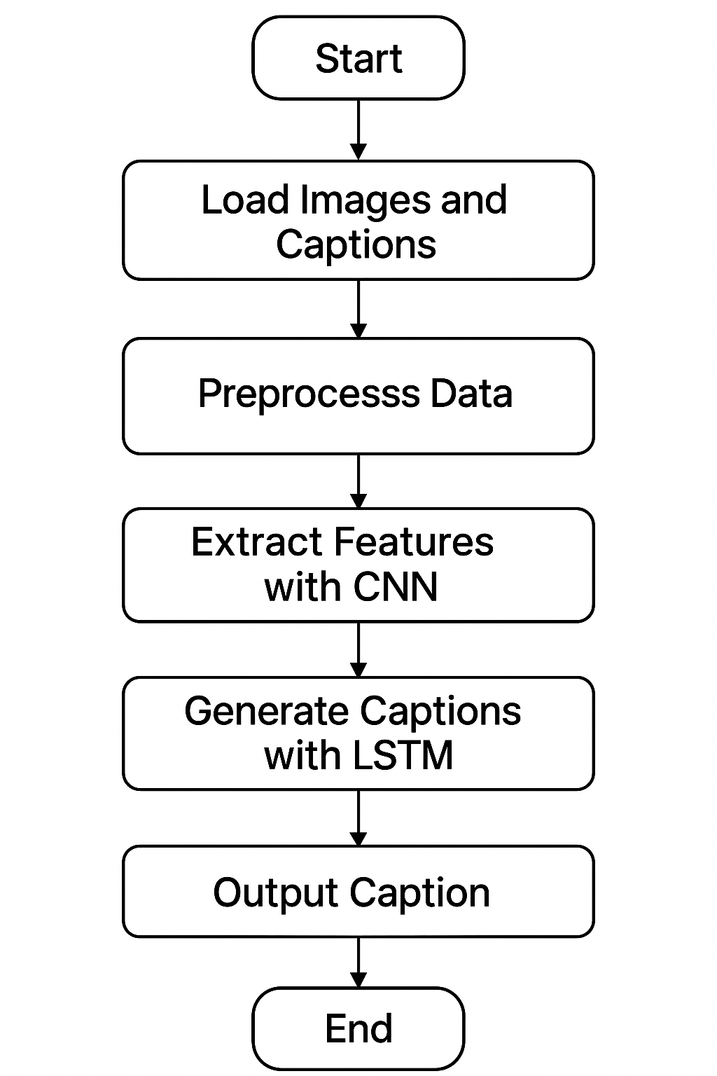 Start
Load Images and
Captions
Preprocesss Data
Extract Features
with CNN
Generate Captions
with LSTM
Output Caption
End